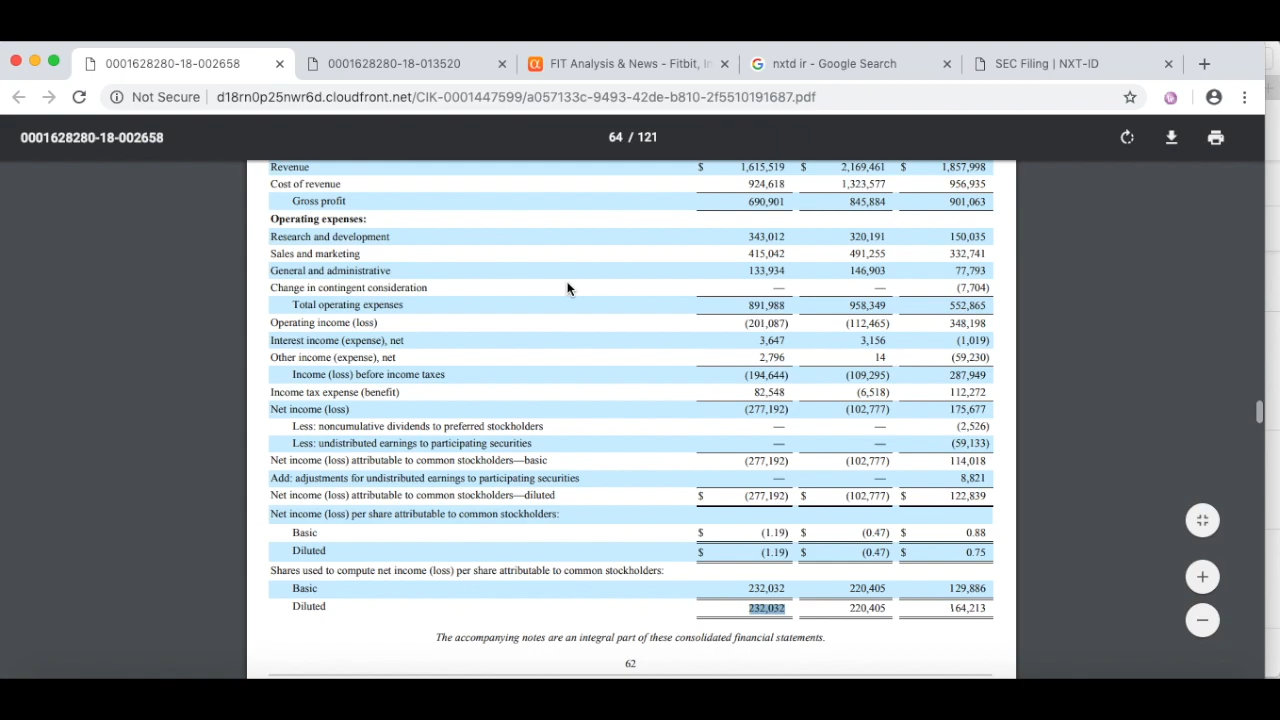 0001628280-18-002658
0001628280-18-013520
FIT Analysis & News - Fitbit, In
nxtd ir - Google Search
SEC Filing | NXT-ID
Not Secure | d18rn0p25nwr6d.cloudfront.net/CIK-0001447599/a057133c-9493-42de-b810-2f5510191687.pdf
0001628280-18-002658 64 / 121
Revenue $ 1,615,519 $ 2,169,461 $ 1,857,998
Cost of revenue 924,618 1,323,577 956,935
Gross profit 690,901 845,884 901,063
Operating expenses:
Research and development 343,012 320,191 150,035
Sales and marketing 415,042 491,255 332,741
General and administrative 133,934 146,903 77,793
Change in contingent consideration — — (7,704)
Total operating expenses 891,988 958,349 552,865
Operating income (loss) (201,087) (112,465) 348,198
Interest income (expense), net 3,647 3,156 (1,019)
Other income (expense), net 2,796 14 (59,230)
Income (loss) before income taxes (194,644) (109,295) 287,949
Income tax expense (benefit) 82,548 (6,518) 112,272
Net income (loss) (277,192) (102,777) 175,677
Less: noncumulative dividends to preferred stockholders — — (2,526)
Less: undistributed earnings to participating securities — — (59,133)
Net income (loss) attributable to common stockholders—basic (277,192) (102,777) 114,018
Add: adjustments for undistributed earnings to participating securities — — 8,821
Net income (loss) attributable to common stockholders—diluted $ (277,192) $ (102,777) $ 122,839
Net income (loss) per share attributable to common stockholders:
Basic $ (1.19) $ (0.47) $ 0.88
Diluted $ (1.19) $ (0.47) $ 0.75
Shares used to compute net income (loss) per share attributable to common stockholders:
Basic 232,032 220,405 129,886
Diluted 232,032 220,405 164,213
The accompanying notes are an integral part of these consolidated financial statements.
62